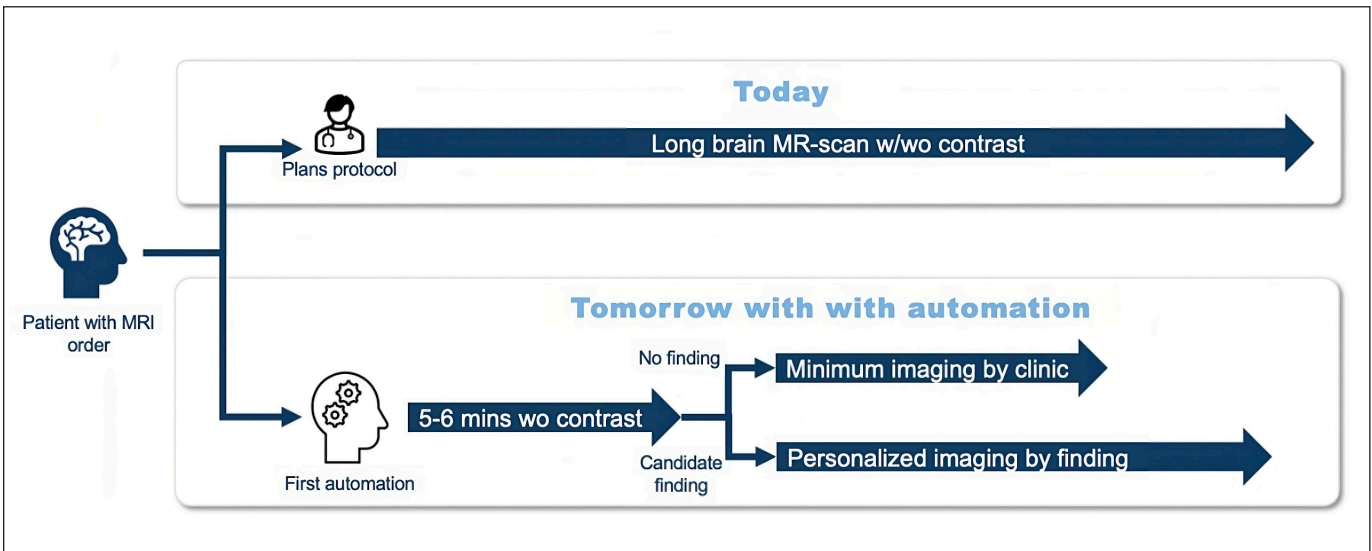 Today
Long brain MR-scan w/wo contrast
Plans protocol
Patient with MRI
order
Tomorrow with with automation
No finding
Minimum imaging by clinic
5-6 mins wo contrast
Candidate
finding
Personalized imaging by finding
First automation